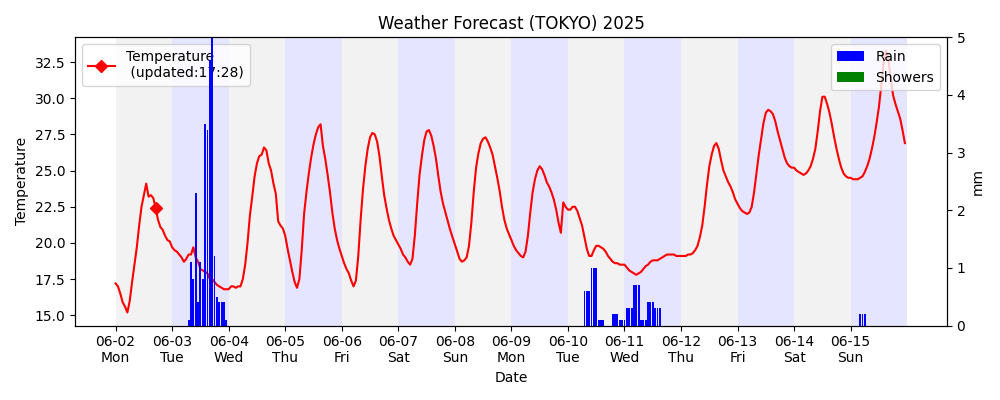 Weather Forecast (TOKYO) 2025
Temperature
(updated:17:28)
Rain
Showers
Temperature
32.5
30.0
27.5
25.0
22.5
20.0
17.5
15.0
5
4
3
2
1
0
mm
06-02 06-03 06-04 06-05 06-06 06-07 06-08 06-09 06-10 06-11 06-12 06-13 06-14 06-15
Mon Tue Wed Thu Fri Sat Sun Mon Tue Wed Thu Fri Sat Sun
Date